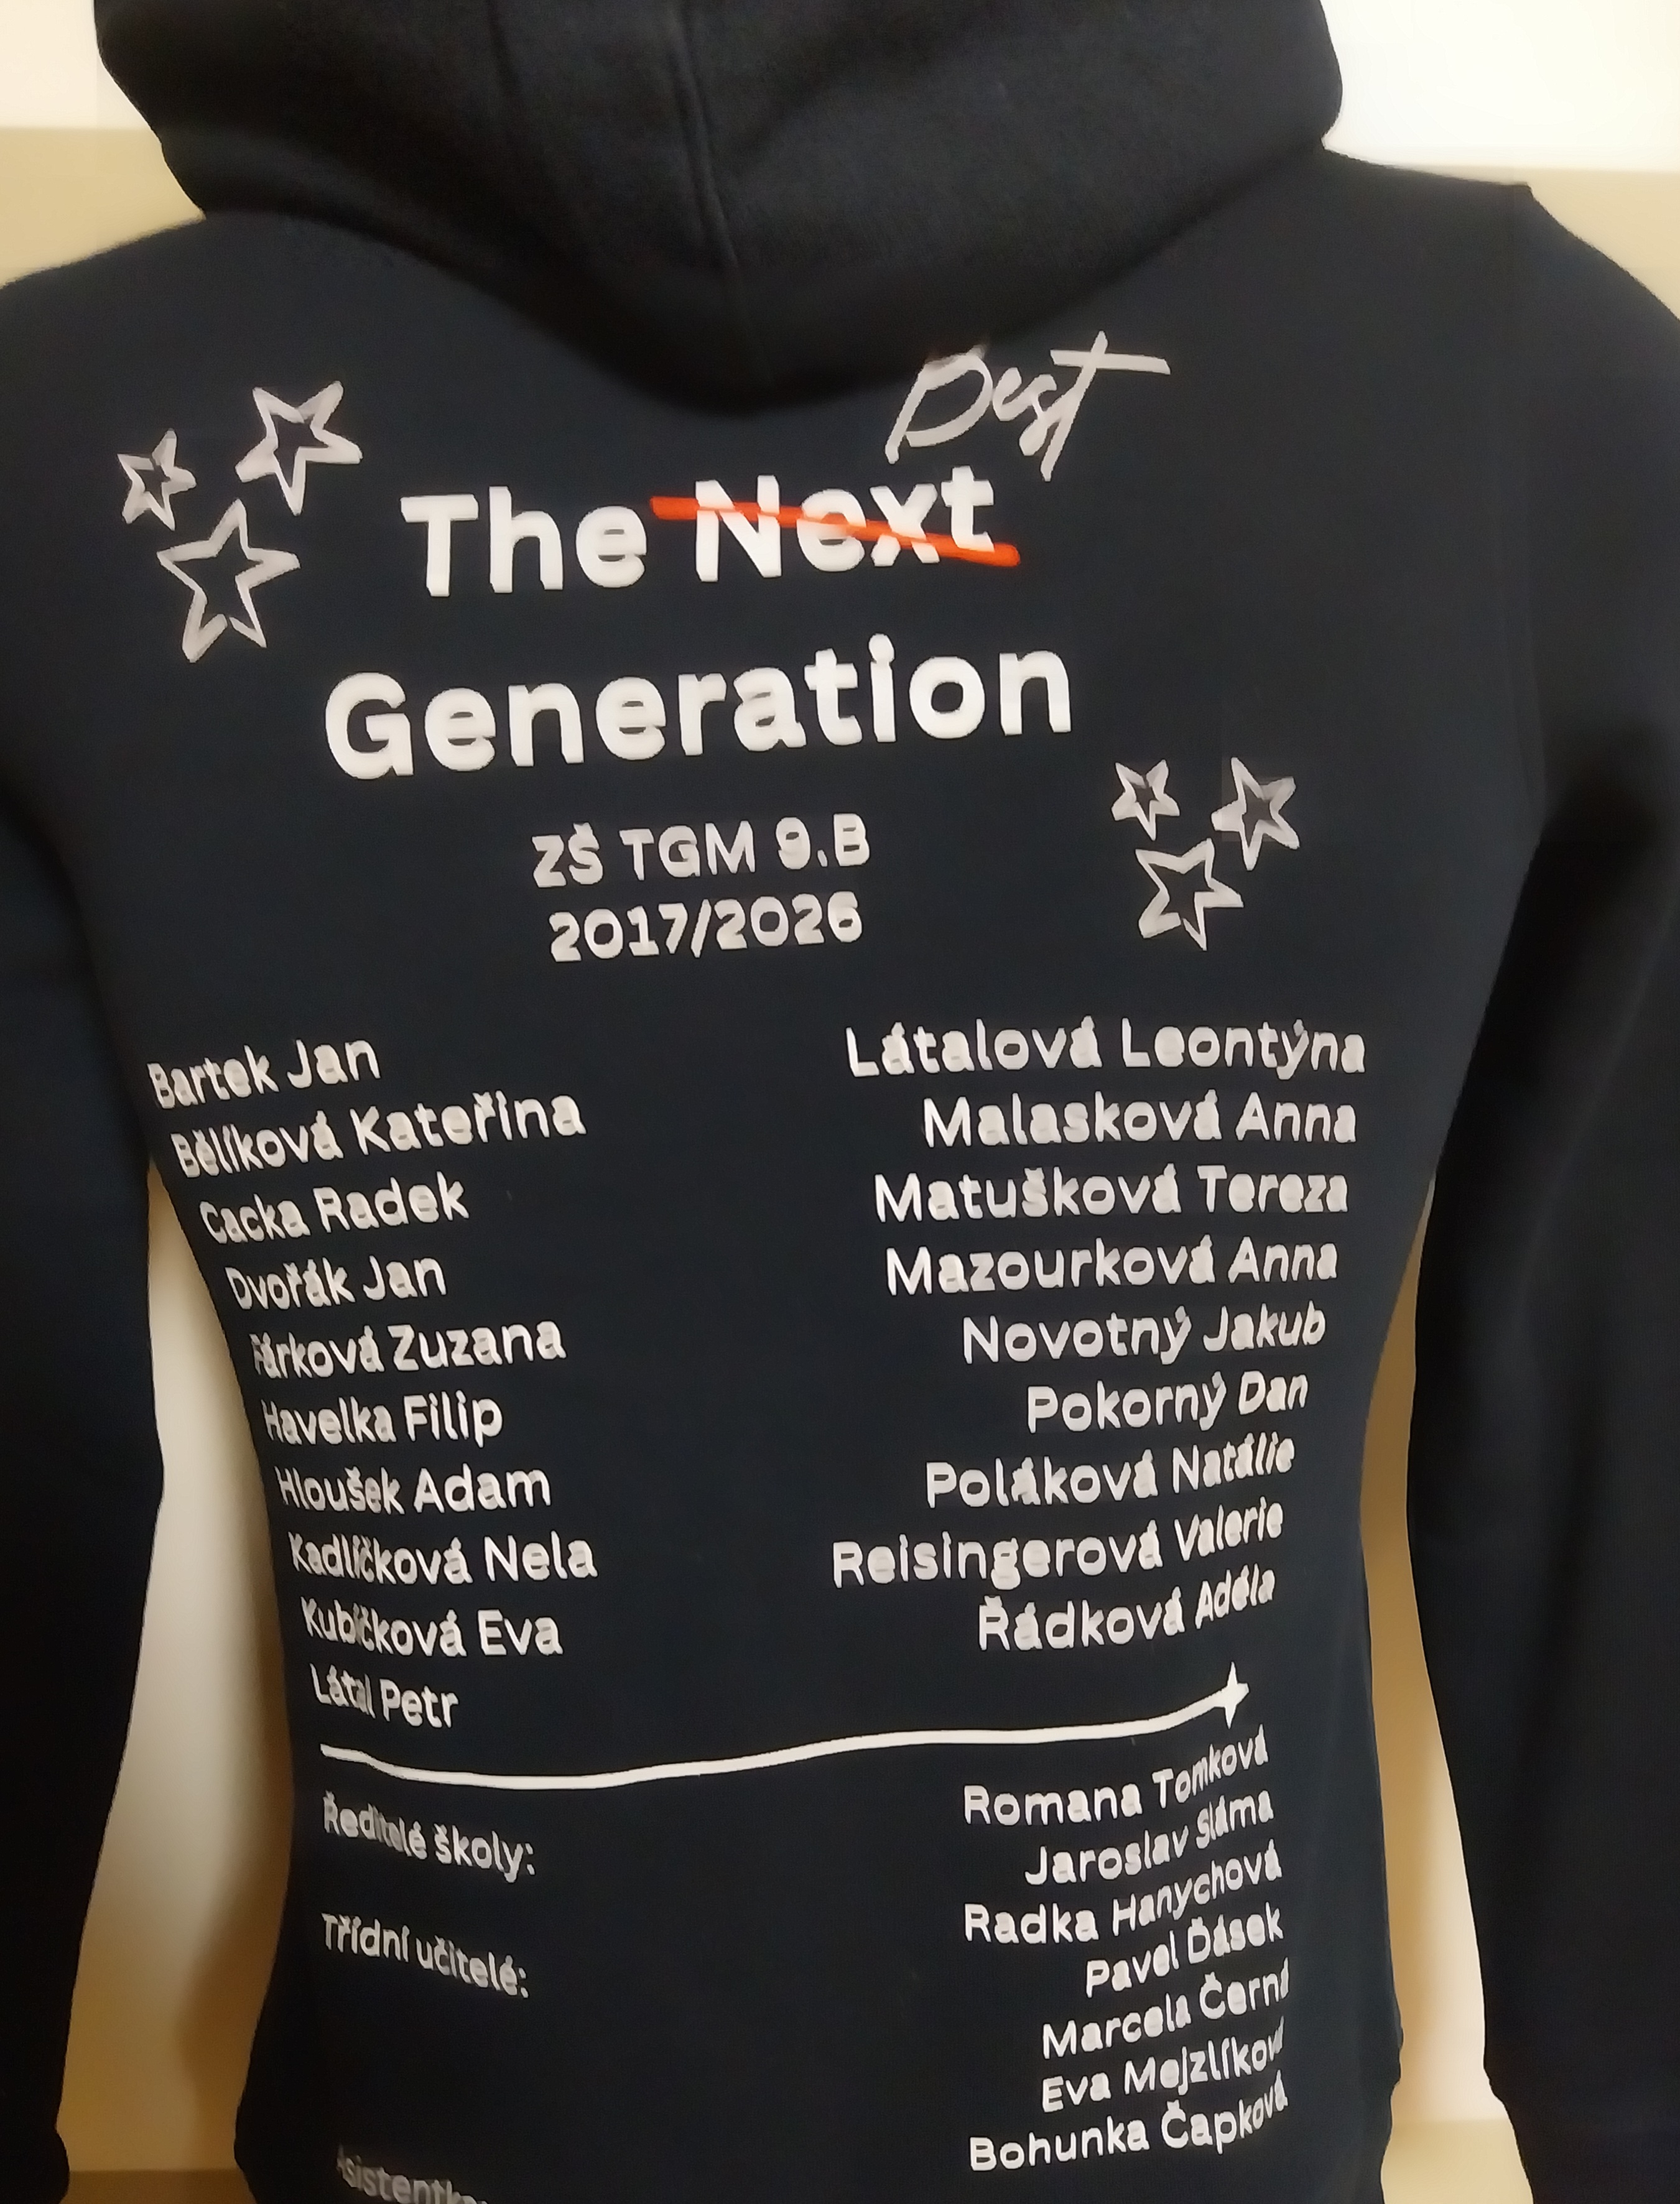 Best
The Next
Generation
ZŠ TGM 9.B
2017/2026
Bartek Jan
Bělíková Kateřina
Cacka Radek
Dvořák Jan
Fárková Zuzana
Havelka Filip
Hloušek Adam
Kadlíčková Nela
Kubíčková Eva
Látal Petr
Látalová Leontýna
Malasková Anna
Matušková Tereza
Mazourková Anna
Novotný Jakub
Pokorný Dan
Poláková Natálie
Reisingerová Valerie
Řádková Adéla
Ředitelé školy:
Romana Tomková
Jaroslav Sláma
Třídní učitelé:
Radka Hanychová
Pavel Ďásek
Marcela Černá
Eva Mejzlíková
Bohunka Čapková